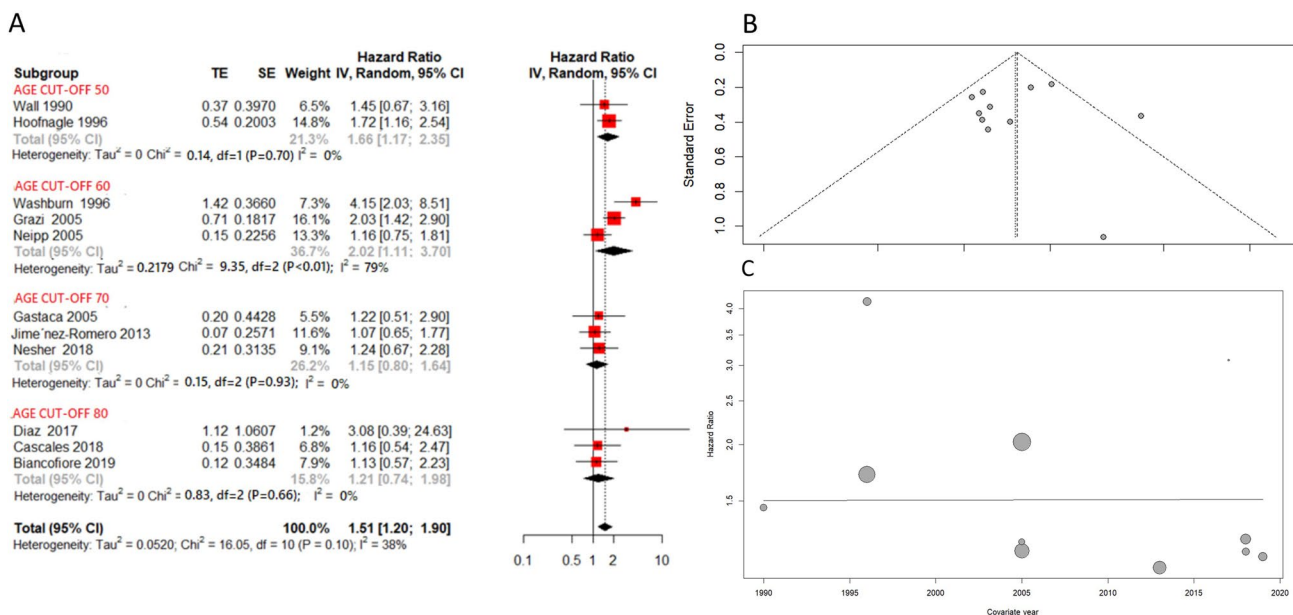 A
Hazard Ratio Hazard Ratio
Subgroup TE SE Weight IV, Random, 95% CI IV, Random, 95% CI
AGE CUT-OFF 50
Wall 1990 0.37 0.3970 6.5% 1.45 [0.67; 3.16]
Hoofnagle 1996 0.54 0.2003 14.8% 1.72 [1.16; 2.54]
Total (95% CI) 21.3% 1.66 [1.17; 2.35]
Heterogeneity: Tau² = 0 Chi² = 0.14, df=1 (P=0.70) I² = 0%
AGE CUT-OFF 60
Washburn 1996 1.42 0.3660 7.3% 4.15 [2.03; 8.51]
Grazi 2005 0.71 0.1817 16.1% 2.03 [1.42; 2.90]
Neipp 2005 0.15 0.2256 13.3% 1.16 [0.75; 1.81]
Total (95% CI) 36.7% 2.02 [1.11; 3.70]
Heterogeneity: Tau² = 0.2179 Chi² = 9.35, df=2 (P<0.01); I² = 79%
AGE CUT-OFF 70
Gastaca 2005 0.20 0.4428 5.5% 1.22 [0.51; 2.90]
Jime´nez-Romero 2013 0.07 0.2571 11.6% 1.07 [0.65; 1.77]
Nesher 2018 0.21 0.3135 9.1% 1.24 [0.67; 2.28]
Total (95% CI) 26.2% 1.15 [0.80; 1.64]
Heterogeneity: Tau² = 0 Chi² = 0.15, df=2 (P=0.93); I² = 0%
AGE CUT-OFF 80
Diaz 2017 1.12 1.0607 1.2% 3.08 [0.39; 24.63]
Cascales 2018 0.15 0.3861 6.8% 1.16 [0.54; 2.47]
Biancofiore 2019 0.12 0.3484 7.9% 1.13 [0.57; 2.23]
Total (95% CI) 15.8% 1.21 [0.74; 1.98]
Heterogeneity: Tau² = 0 Chi² = 0.83, df=2 (P=0.66); I² = 0%
Total (95% CI) 100.0% 1.51 [1.20; 1.90]
Heterogeneity: Tau² = 0.0520; Chi² = 16.05, df = 10 (P = 0.10); I² = 38%
0.1 0.5 1 2 10
B
Standard Error
0.0
0.2
0.4
0.6
0.8
1.0
C
Hazard Ratio
4.0
3.5
3.0
2.5
2.0
1.5
1990 1995 2000 2005 2010 2015 2020
Covariate year